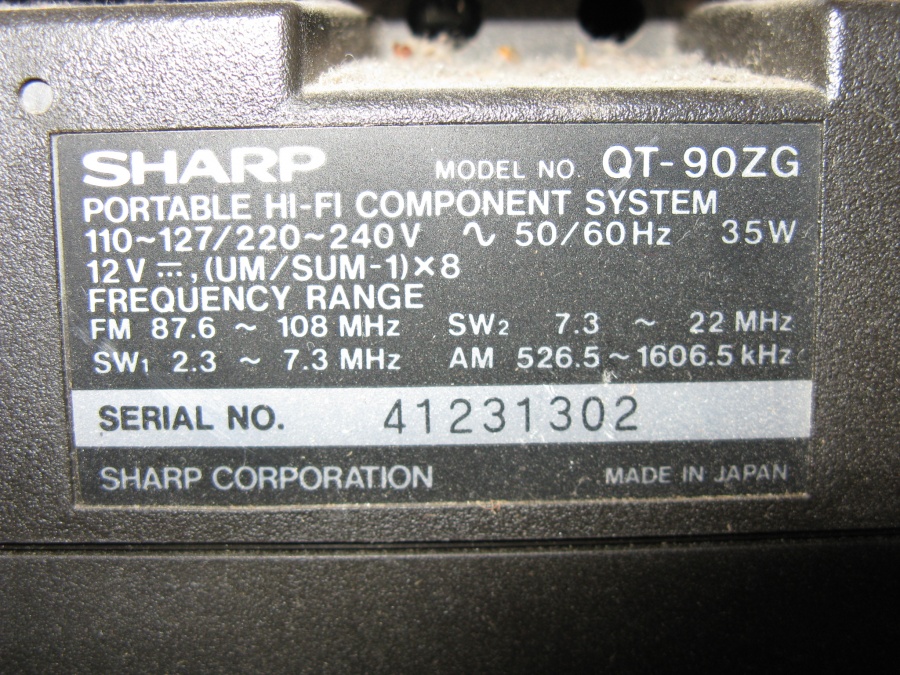 SHARP MODEL NO. QT-90ZG
PORTABLE HI-FI COMPONENT SYSTEM
110~127/220~240V ∿ 50/60Hz 35W
12V ⎓, (UM/SUM-1)×8
FREQUENCY RANGE
FM 87.6 ~ 108 MHz SW2 7.3 ~ 22 MHz
SW1 2.3 ~ 7.3 MHz AM 526.5~1606.5 kHz
SERIAL NO. 41231302
SHARP CORPORATION MADE IN JAPAN